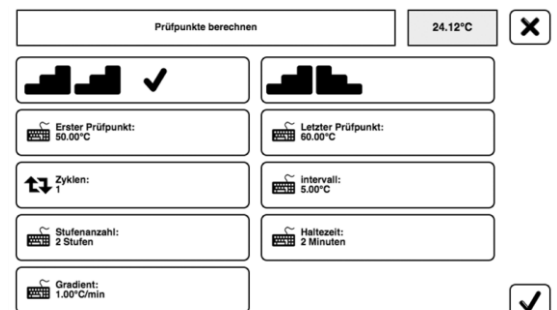 Prüfpunkte berechnen
24.12°C
Erster Prüfpunkt:
50.00°C
Letzter Prüfpunkt:
60.00°C
Zyklen:
1
intervall:
5.00°C
Stufenanzahl:
2 Stufen
Haltezeit:
2 Minuten
Gradient:
1.00°C/min